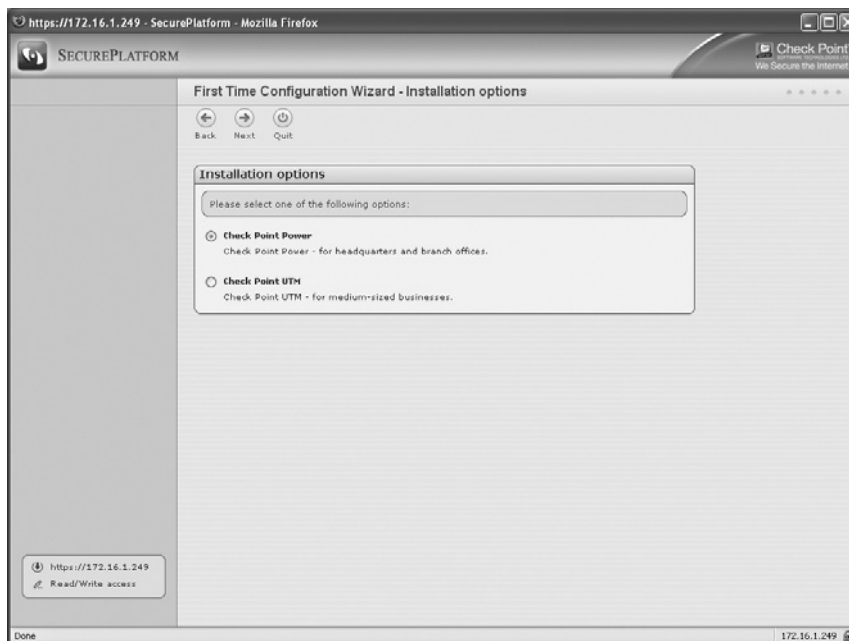 https://172.16.1.249 - SecurePlatform - Mozilla Firefox
SECUREPLATFORM
Check Point
SOFTWARE TECHNOLOGIES LTD.
We Secure the Internet
First Time Configuration Wizard - Installation options
Back Next Quit
Installation options
Please select one of the following options:
Check Point Power
Check Point Power - for headquarters and branch offices.
Check Point UTM
Check Point UTM - for medium-sized businesses.
https://172.16.1.249
Read/Write access
Done 172.16.1.249